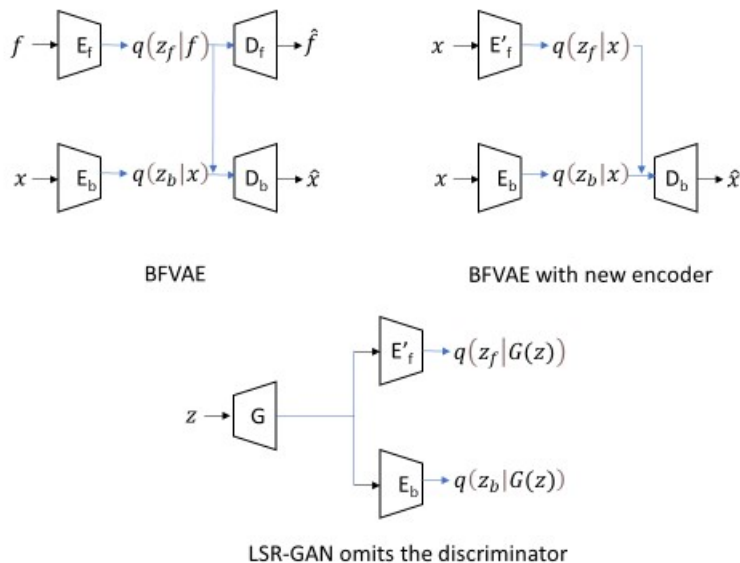 f E_f q(z_f|f) D_f f̂
x E_b q(z_b|x) D_b x̂
BFVAE
x E'_f q(z_f|x)
x E_b q(z_b|x) D_b x̂
BFVAE with new encoder
E'_f q(z_f|G(z))
z G
E_b q(z_b|G(z))
LSR-GAN omits the discriminator